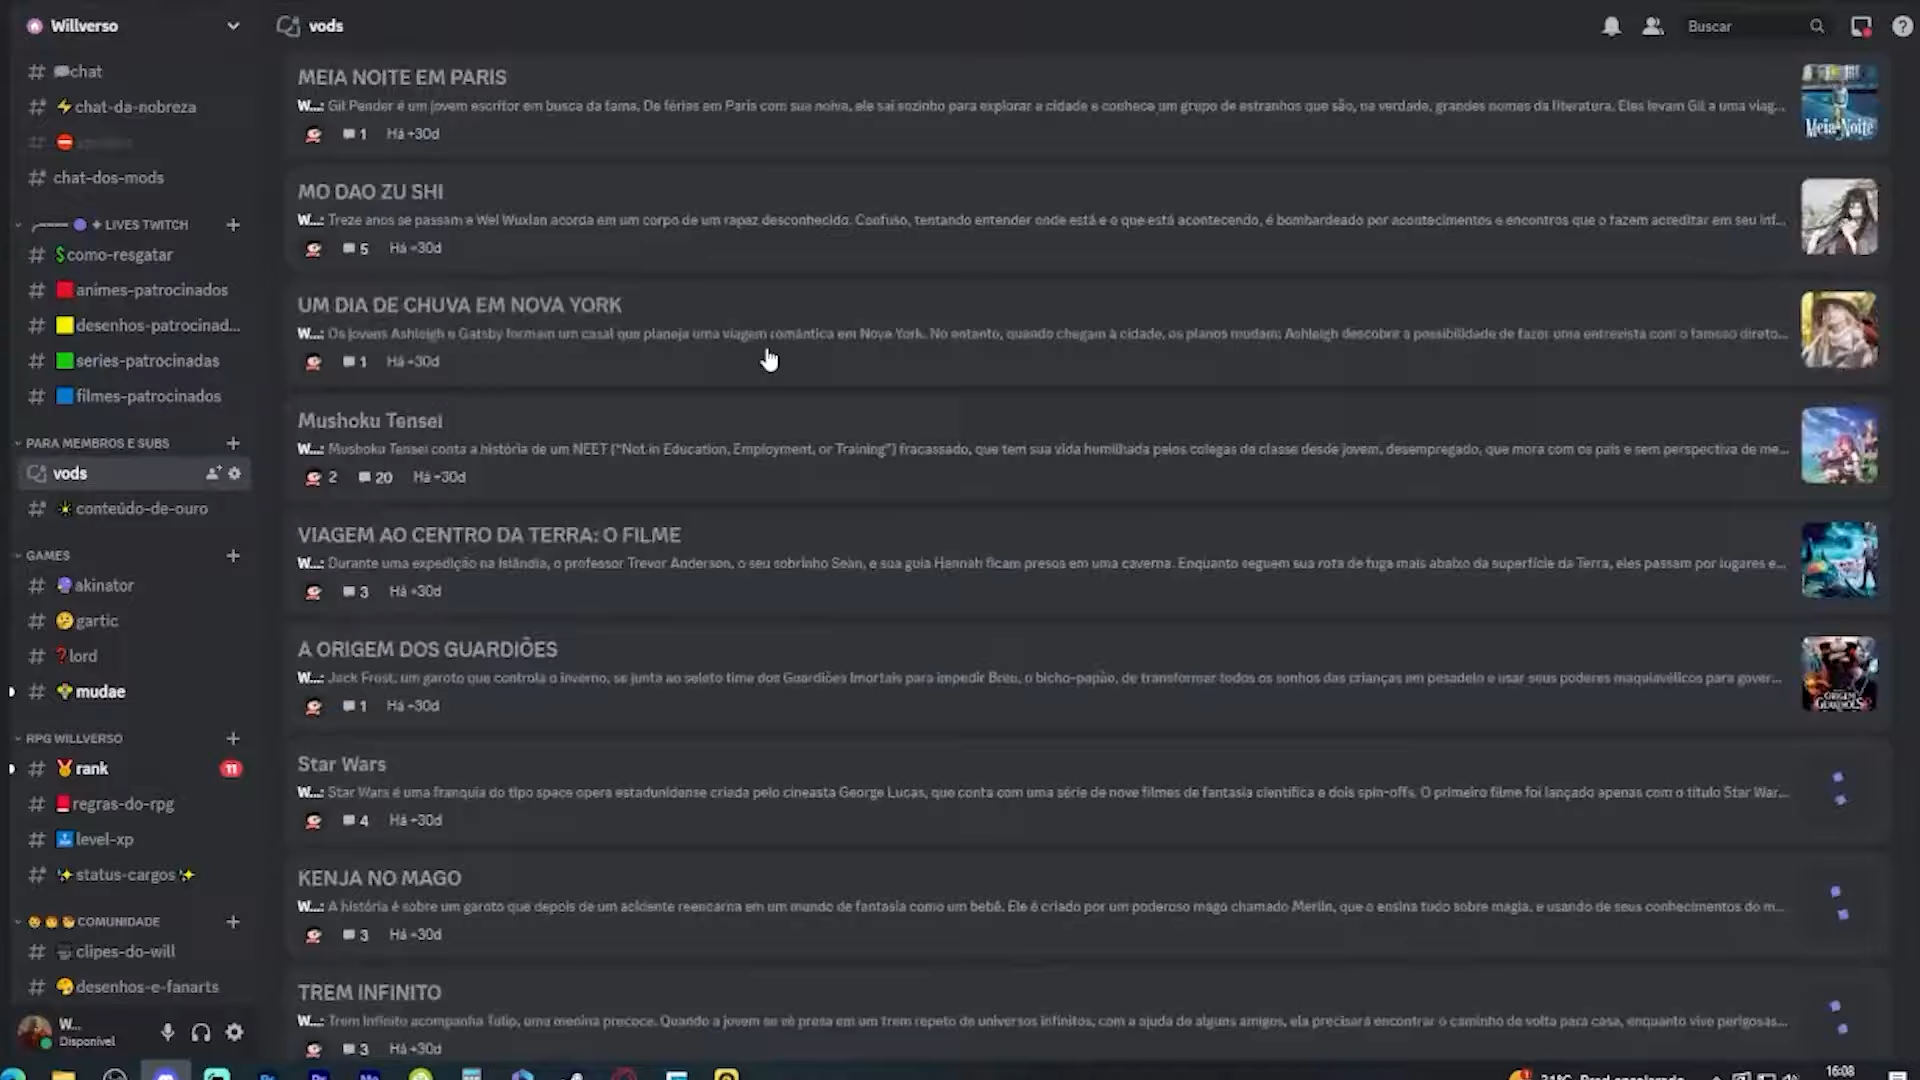 Willverso
vods
Buscar
chat
chat-da-nobreza
chat-dos-mods
LIVES TWITCH
como-resgatar
animes-patrocinados
desenhos-patrocinad...
series-patrocinadas
filmes-patrocinados
PARA MEMBROS E SUBS
vods
conteúdo-de-ouro
GAMES
akinator
gartic
lord
mudae
RPG WILLVERSO
rank
11
regras-do-rpg
level-xp
status-cargos
COMUNIDADE
clipes-do-will
desenhos-e-fanarts
W...
Disponível
MEIA NOITE EM PARIS
W...: Gil Pender é um jovem escritor em busca da fama. De férias em Paris com sua noiva, ele sai sozinho para explorar a cidade e conhece um grupo de estranhos que são, na verdade, grandes nomes da literatura. Eles levam Gil a uma viag...
1 Há +30d
Meia Noite
MO DAO ZU SHI
W...: Treze anos se passam e Wei Wuxian acorda em um corpo de um rapaz desconhecido. Confuso, tentando entender onde está e o que está acontecendo, é bombardeado por acontecimentos e encontros que o fazem acreditar em seu inf...
5 Há +30d
UM DIA DE CHUVA EM NOVA YORK
W...: Os jovens Ashleigh e Gatsby formam um casal que planeja uma viagem romântica em Nova York. No entanto, quando chegam à cidade, os planos mudam: Ashleigh descobre a possibilidade de fazer uma entrevista com o famoso direto...
1 Há +30d
Mushoku Tensei
W...: Mushoku Tensei conta a história de um NEET ("Not in Education, Employment, or Training") fracassado, que tem sua vida humilhada pelos colegas da classe desde jovem, desempregado, que mora com os pais e sem perspectiva de me...
2 20 Há +30d
VIAGEM AO CENTRO DA TERRA: O FILME
W...: Durante uma expedição na Islândia, o professor Trevor Anderson, o seu sobrinho Sean, e sua guia Hannah ficam presos em uma caverna. Enquanto seguem sua rota de fuga mais abaixo da superfície da Terra, eles passam por lugares e...
3 Há +30d
A ORIGEM DOS GUARDIÕES
W...: Jack Frost, um garoto que controla o inverno, se junta ao seleto time dos Guardiões Imortais para impedir Breu, o bicho-papão, de transformar todos os sonhos das crianças em pesadelo e usar seus poderes maquiavélicos para gover...
1 Há +30d
ORIGEM
GUARDIÕES
Star Wars
W...: Star Wars é uma franquia do tipo space opera estadunidense criada pelo cineasta George Lucas, que conta com uma série de nove filmes de fantasia científica e dois spin-offs. O primeiro filme foi lançado apenas com o título Star War...
4 Há +30d
KENJA NO MAGO
W...: A história é sobre um garoto que depois de um acidente reencarna em um mundo de fantasia como um bebê. Ele é criado por um poderoso mago chamado Merlin, que o ensina tudo sobre magia, e usando de seus conhecimentos do m...
3 Há +30d
TREM INFINITO
W...: Trem Infinito acompanha Tulip, uma menina precoce. Quando a jovem se vê presa em um trem repleto de universos infinitos, com a ajuda de alguns amigos, ela precisará encontrar o caminho de volta para casa, enquanto vive perigosas...
3 Há +30d
16:08